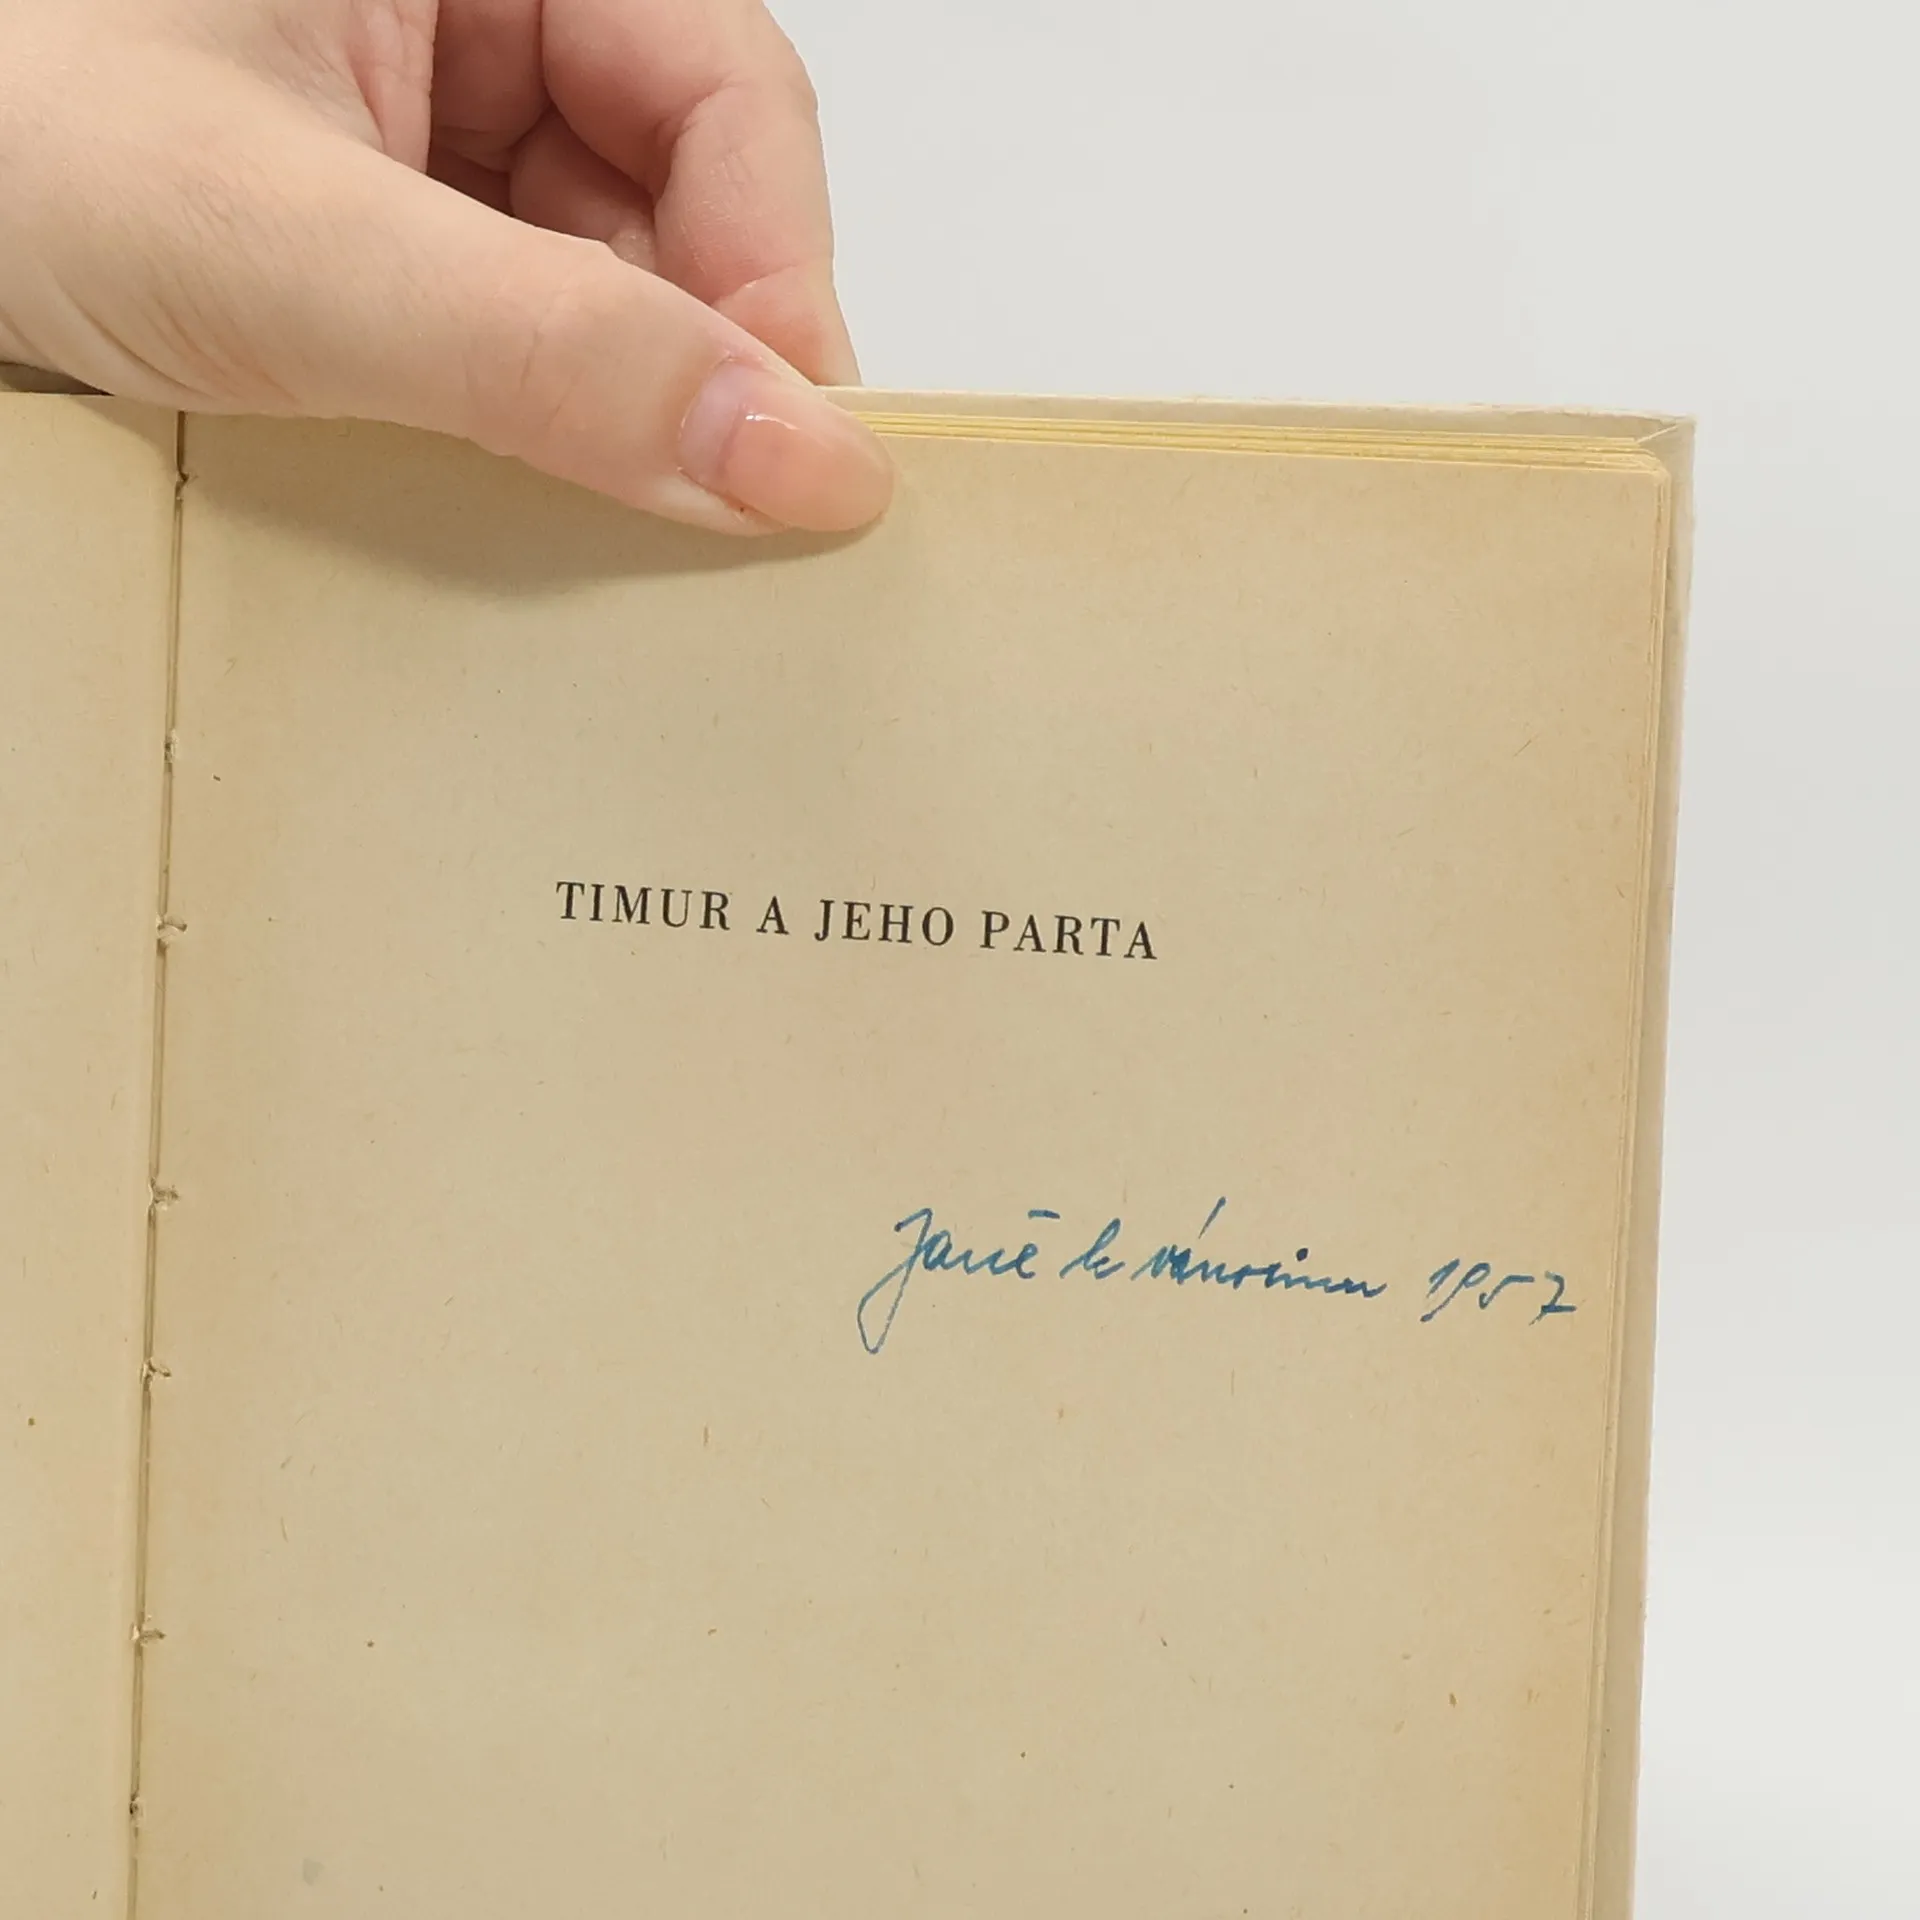 TIMUR A JEHO PARTA
Janě k vánocům 1957